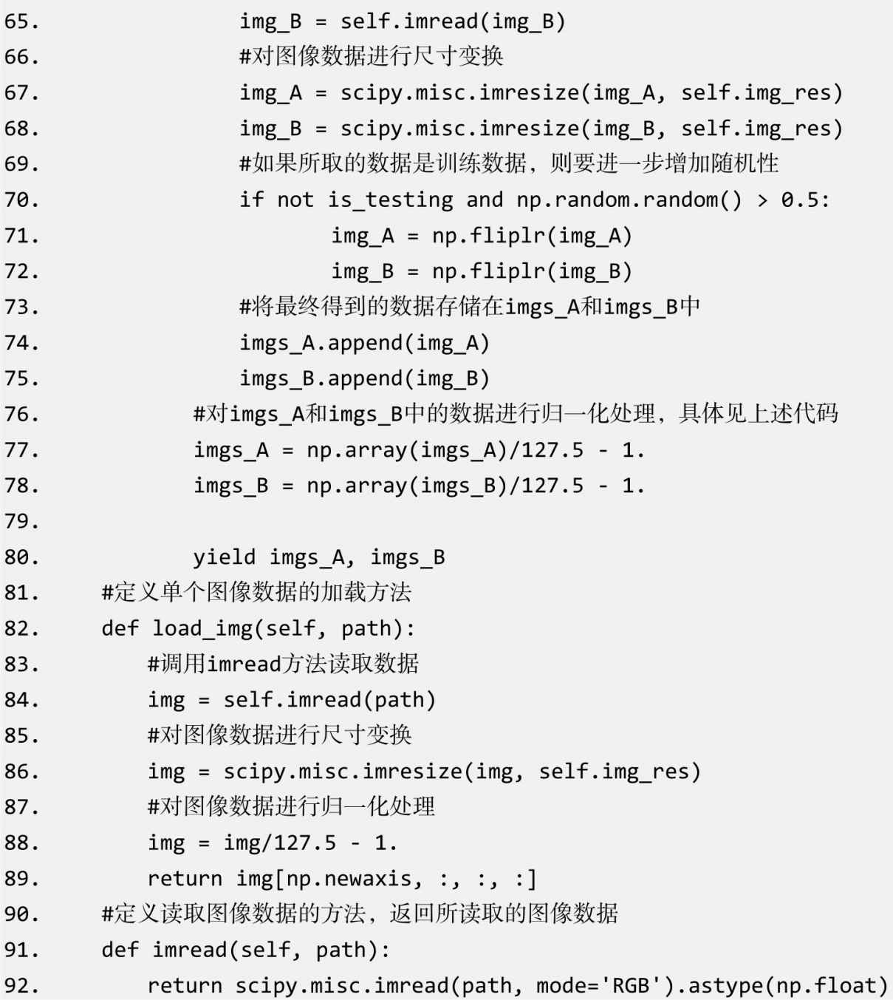 65.                img_B = self.imread(img_B)
66.                #对图像数据进行尺寸变换
67.                img_A = scipy.misc.imresize(img_A, self.img_res)
68.                img_B = scipy.misc.imresize(img_B, self.img_res)
69.                #如果所取的数据是训练数据，则要进一步增加随机性
70.                if not is_testing and np.random.random() > 0.5:
71.                       img_A = np.fliplr(img_A)
72.                       img_B = np.fliplr(img_B)
73.                #将最终得到的数据存储在imgs_A和imgs_B中
74.                imgs_A.append(img_A)
75.                imgs_B.append(img_B)
76.            #对imgs_A和imgs_B中的数据进行归一化处理，具体见上述代码
77.            imgs_A = np.array(imgs_A)/127.5 - 1.
78.            imgs_B = np.array(imgs_B)/127.5 - 1.
79.
80.            yield imgs_A, imgs_B
81.    #定义单个图像数据的加载方法
82.    def load_img(self, path):
83.        #调用imread方法读取数据
84.        img = self.imread(path)
85.        #对图像数据进行尺寸变换
86.        img = scipy.misc.imresize(img, self.img_res)
87.        #对图像数据进行归一化处理
88.        img = img/127.5 - 1.
89.        return img[np.newaxis, :, :, :]
90.    #定义读取图像数据的方法，返回所读取的图像数据
91.    def imread(self, path):
92.        return scipy.misc.imread(path, mode='RGB').astype(np.float)